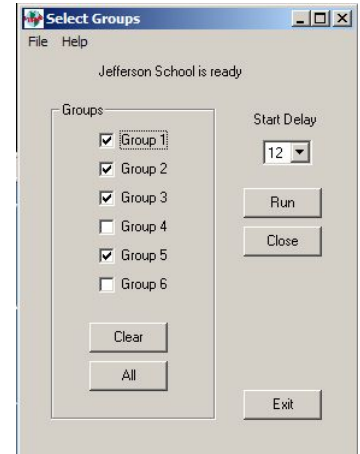 Select Groups
File Help
Jefferson School is ready
Groups
Group 1
Group 2
Group 3
Group 4
Group 5
Group 6
Clear
All
Start Delay
12
Run
Close
Exit